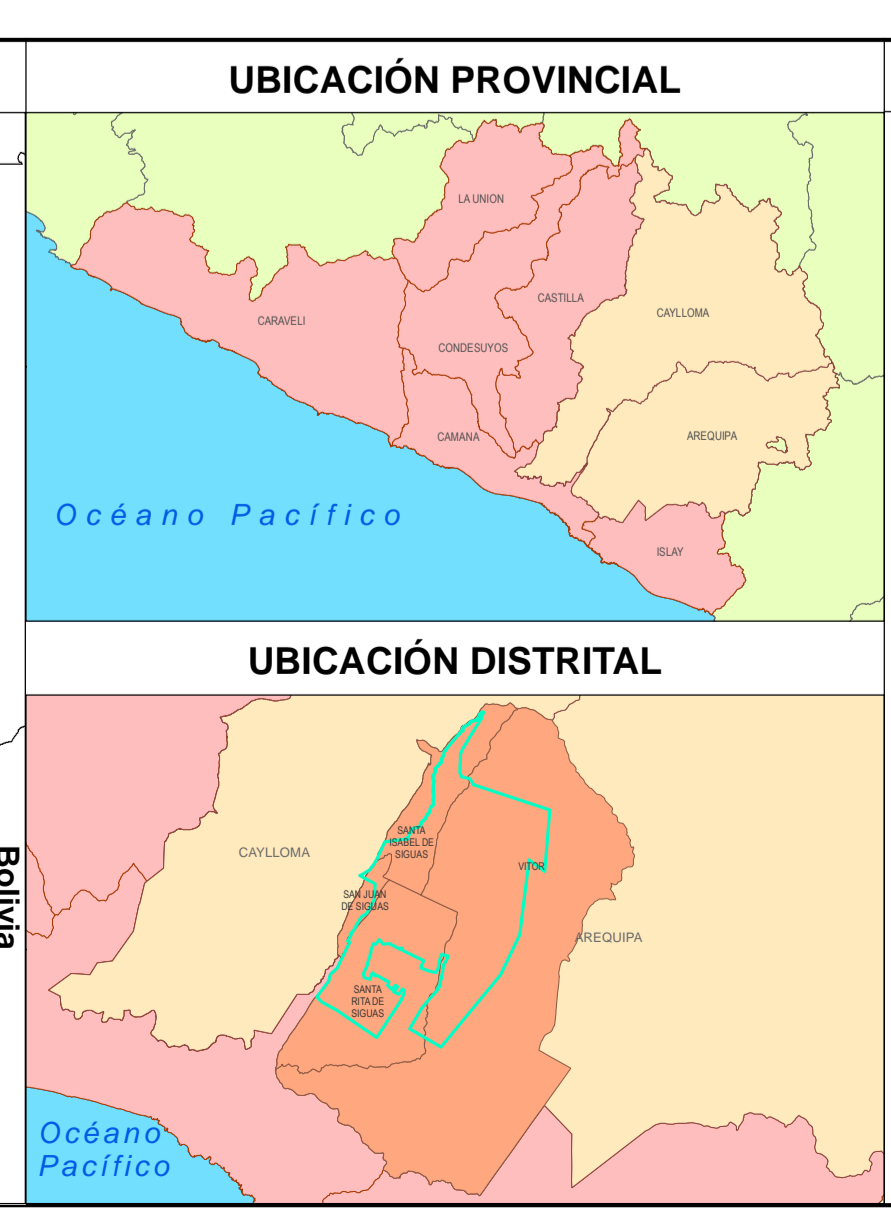 UBICACIÓN PROVINCIAL
LA UNION
CASTILLA
CAYLLOMA
CARAVELI
CONDESUYOS
CAMANA
AREQUIPA
Océano Pacífico
ISLAY
UBICACIÓN DISTRITAL
SANTA
ISABEL DE
SIGUAS
CAYLLOMA
VITOR
SAN JUAN
DE SIGUAS
AREQUIPA
SANTA
RITA DE
SIGUAS
Océano
Pacífico
Bolivia